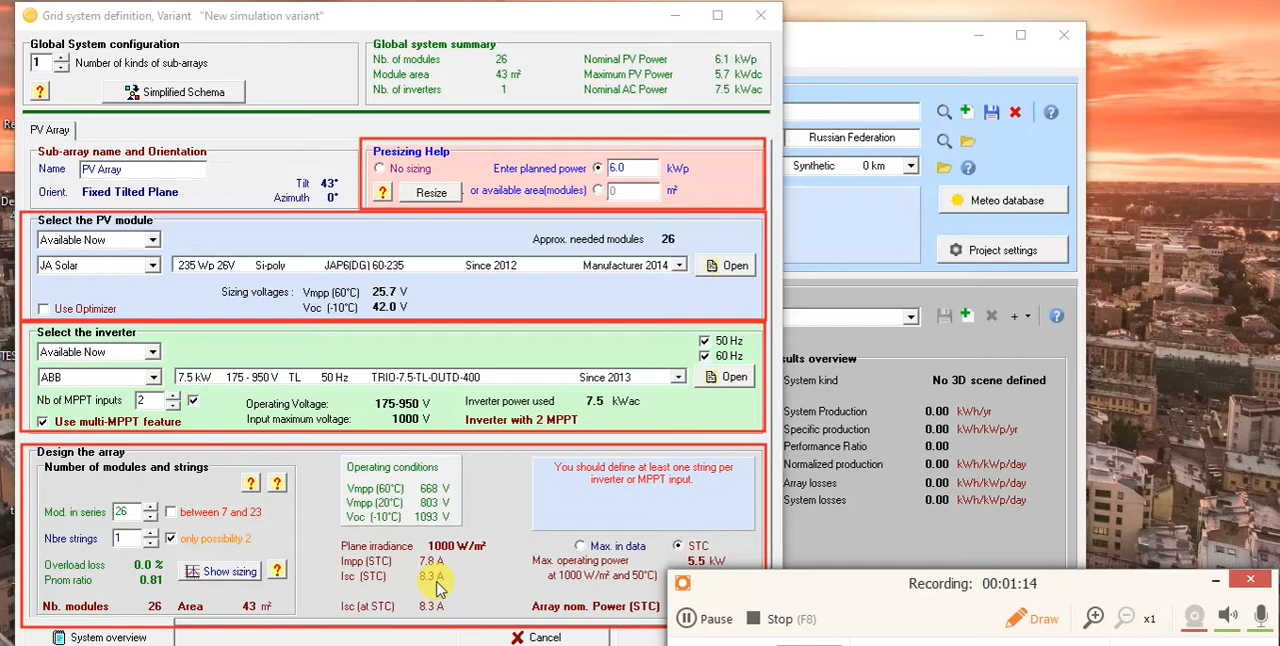 Grid system definition, Variant "New simulation variant"
Global System configuration
1 Number of kinds of sub-arrays
? Simplified Schema
Global system summary
Nb. of modules 26 Nominal PV Power 6.1 kWp
Module area 43 m² Maximum PV Power 5.7 kWdc
Nb. of inverters 1 Nominal AC Power 7.5 kWac
PV Array
Sub-array name and Orientation
Name PV Array
Orient. Fixed Tilted Plane
Tilt 43°
Azimuth 0°
Presizing Help
No sizing Enter planned power 6.0 kWp
? Resize or available area(modules) 0 m²
Select the PV module
Available Now Approx. needed modules 26
JA Solar 235 Wp 26V Si-poly JAP6(DG) 60-235 Since 2012 Manufacturer 2014 Open
Sizing voltages : Vmpp (60°C) 25.7 V
Use Optimizer Voc (-10°C) 42.0 V
Select the inverter
Available Now 50 Hz
60 Hz
ABB 7.5 kW 175 - 950 V TL 50 Hz TRIO-7.5-TL-OUTD-400 Since 2013 Open
Nb of MPPT inputs 2 Operating Voltage: 175-950 V Inverter power used 7.5 kWac
Use multi-MPPT feature Input maximum voltage: 1000 V Inverter with 2 MPPT
Design the array
Number of modules and strings
? ?
Mod. in series 26 between 7 and 23
Nbre strings 1 only possibility 2
Overload loss 0.0 %
Pnom ratio 0.81 Show sizing ?
Nb. modules 26 Area 43 m²
Operating conditions
Vmpp (60°C) 668 V
Vmpp (20°C) 803 V
Voc (-10°C) 1093 V
Plane irradiance 1000 W/m²
Impp (STC) 7.8 A
Isc (STC) 8.3 A
Isc (at STC) 8.3 A
You should define at least one string per
inverter or MPPT input.
Max. in data STC
Max. operating power 5.5 kW
at 1000 W/m² and 50°C)
Array nom. Power (STC)
System overview Cancel
Russian Federation
Synthetic 0 km
Meteo database
Project settings
sults overview
System kind No 3D scene defined
System Production 0.00 kWh/yr
Specific production 0.00 kWh/kWp/yr
Performance Ratio 0.00
Normalized production 0.00 kWh/kWp/day
Array losses 0.00 kWh/kWp/day
System losses 0.00 kWh/kWp/day
Recording: 00:01:14
Pause Stop (F8) Draw x1